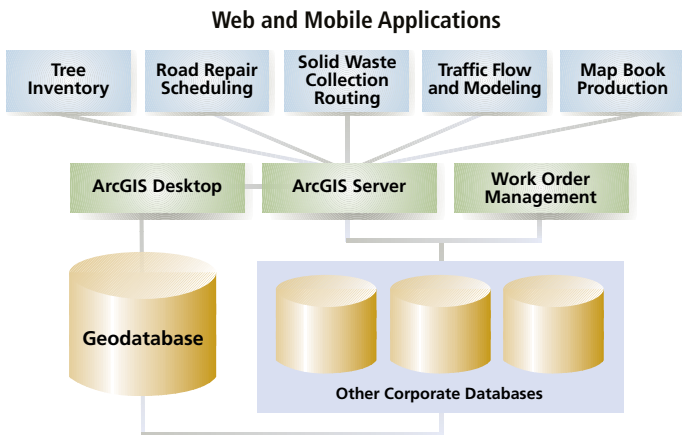 Web and Mobile Applications
Tree
Inventory
Road Repair
Scheduling
Solid Waste
Collection
Routing
Traffic Flow
and Modeling
Map Book
Production
ArcGIS Desktop
ArcGIS Server
Work Order
Management
Geodatabase
Other Corporate Databases